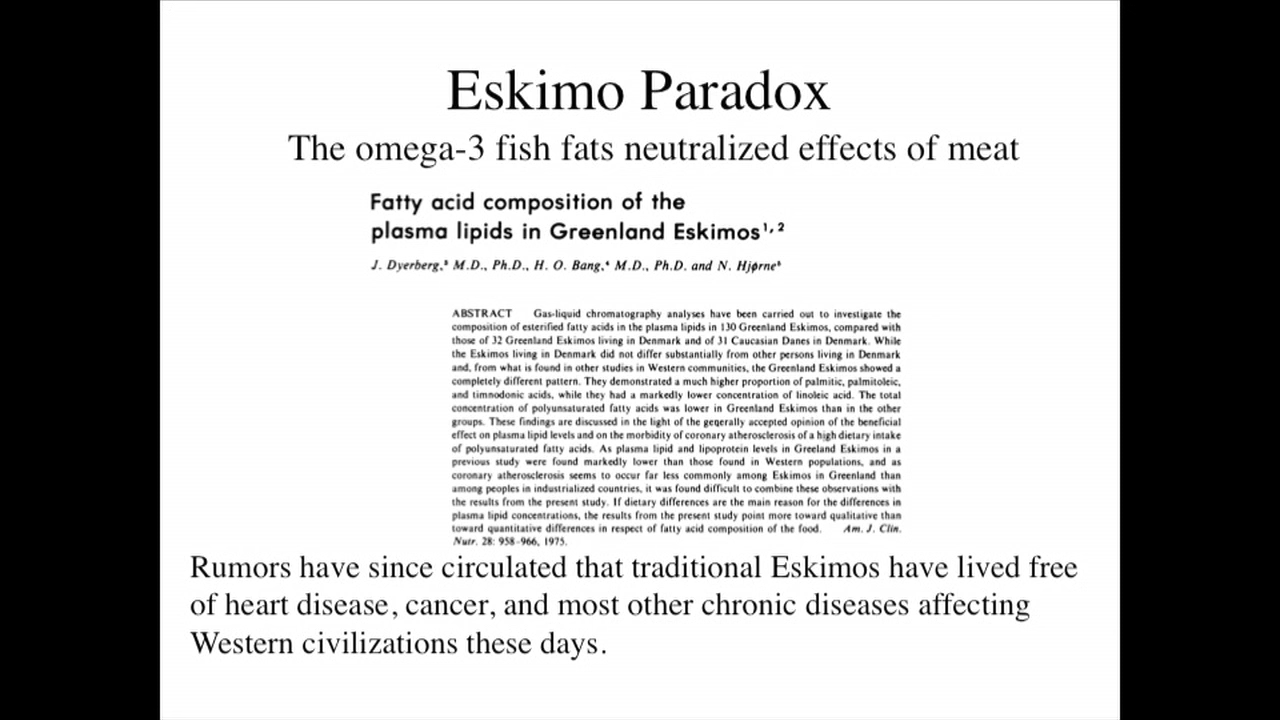 Eskimo Paradox
The omega-3 fish fats neutralized effects of meat
Fatty acid composition of the
plasma lipids in Greenland Eskimos¹,²
J. Dyerberg,³ M.D., Ph.D., H. O. Bang,⁴ M.D., Ph.D. and N. Hjørne⁵
ABSTRACT Gas-liquid chromatography analyses have been carried out to investigate the
composition of esterified fatty acids in the plasma lipids in 130 Greenland Eskimos, compared with
those of 32 Greenland Eskimos living in Denmark and of 31 Caucasian Danes in Denmark. While
the Eskimos living in Denmark did not differ substantially from other persons living in Denmark
and, from what is found in other studies in Western communities, the Greenland Eskimos showed a
completely different pattern. They demonstrated a much higher proportion of palmitic, palmitoleic,
and timnodonic acids, while they had a markedly lower concentration of linoleic acid. The total
concentration of polyunsaturated fatty acids was lower in Greenland Eskimos than in the other
groups. These findings are discussed in the light of the generally accepted opinion of the beneficial
effect on plasma lipid levels and on the morbidity of coronary atherosclerosis of a high dietary intake
of polyunsaturated fatty acids. As plasma lipid and lipoprotein levels in Greeland Eskimos in a
previous study were found markedly lower than those found in Western populations, and as
coronary atherosclerosis seems to occur far less commonly among Eskimos in Greenland than
among peoples in industrialized countries, it was found difficult to combine these observations with
the results from the present study. If dietary differences are the main reason for the differences in
plasma lipid concentrations, the results from the present study point more toward qualitative than
toward quantitative differences in respect of fatty acid composition of the food. Am. J. Clin.
Nutr. 28: 958-966, 1975.
Rumors have since circulated that traditional Eskimos have lived free
of heart disease, cancer, and most other chronic diseases affecting
Western civilizations these days.